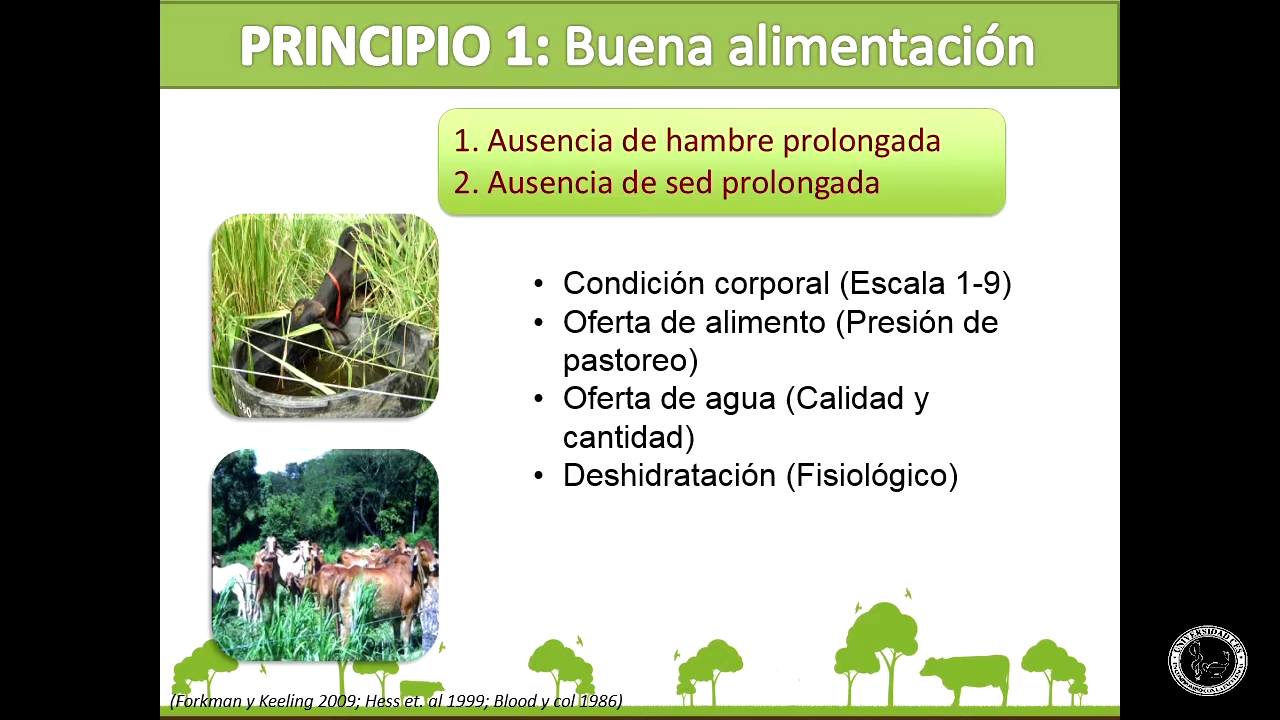 PRINCIPIO 1: Buena alimentación
1. Ausencia de hambre prolongada
2. Ausencia de sed prolongada
• Condición corporal (Escala 1-9)
• Oferta de alimento (Presión de
pastoreo)
• Oferta de agua (Calidad y
cantidad)
• Deshidratación (Fisiológico)
(Forkman y Keeling 2009; Hess et. al 1999; Blood y col 1986)